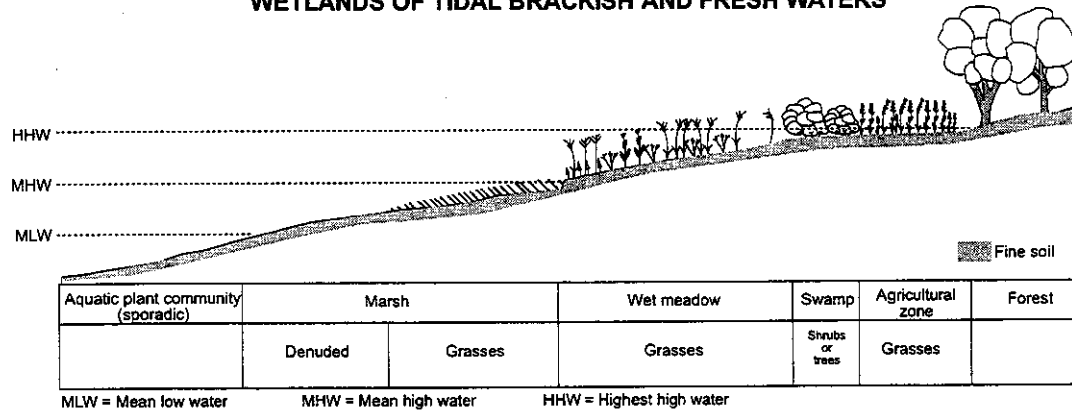 WETLANDS OF TIDAL BRACKISH AND FRESH WATERS
HHW
MHW
MLW
Fine soil
Aquatic plant community
(sporadic)
Marsh
Wet meadow
Swamp
Agricultural
zone
Forest
Denuded
Grasses
Grasses
Shrubs
or
trees
Grasses
MLW = Mean low water
MHW = Mean high water
HHW = Highest high water